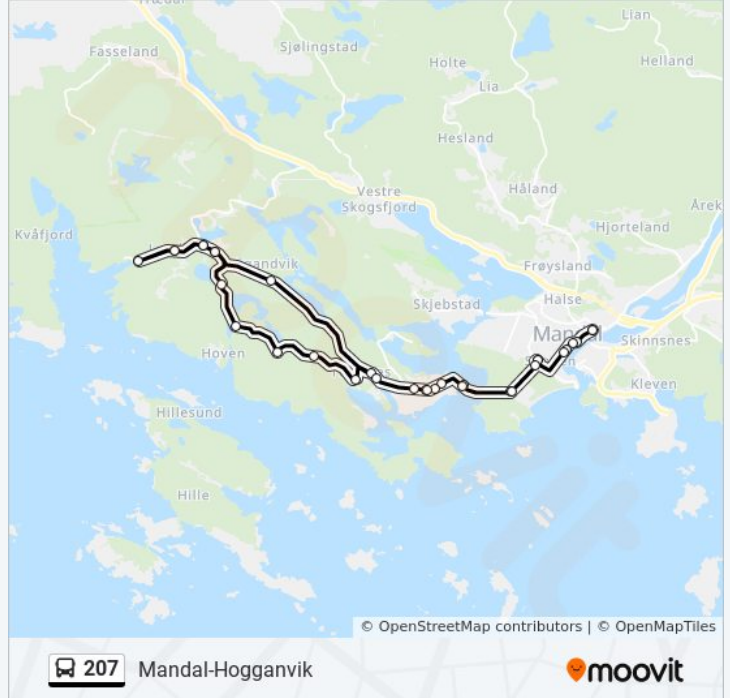 Fasseland
Sjølingstad
Lian
Holte
Helland
Lia
Hesland
Vestre
Skogsfjord
Håland
Årek
Kvåfjord
Hjorteland
Frøysland
Skjebstad
Halse
Mandal
Skinnsnes
Hoven
Kleven
Hillesund
Hille
© OpenStreetMap contributors | © OpenMapTiles
207 Mandal-Hogganvik
moovit